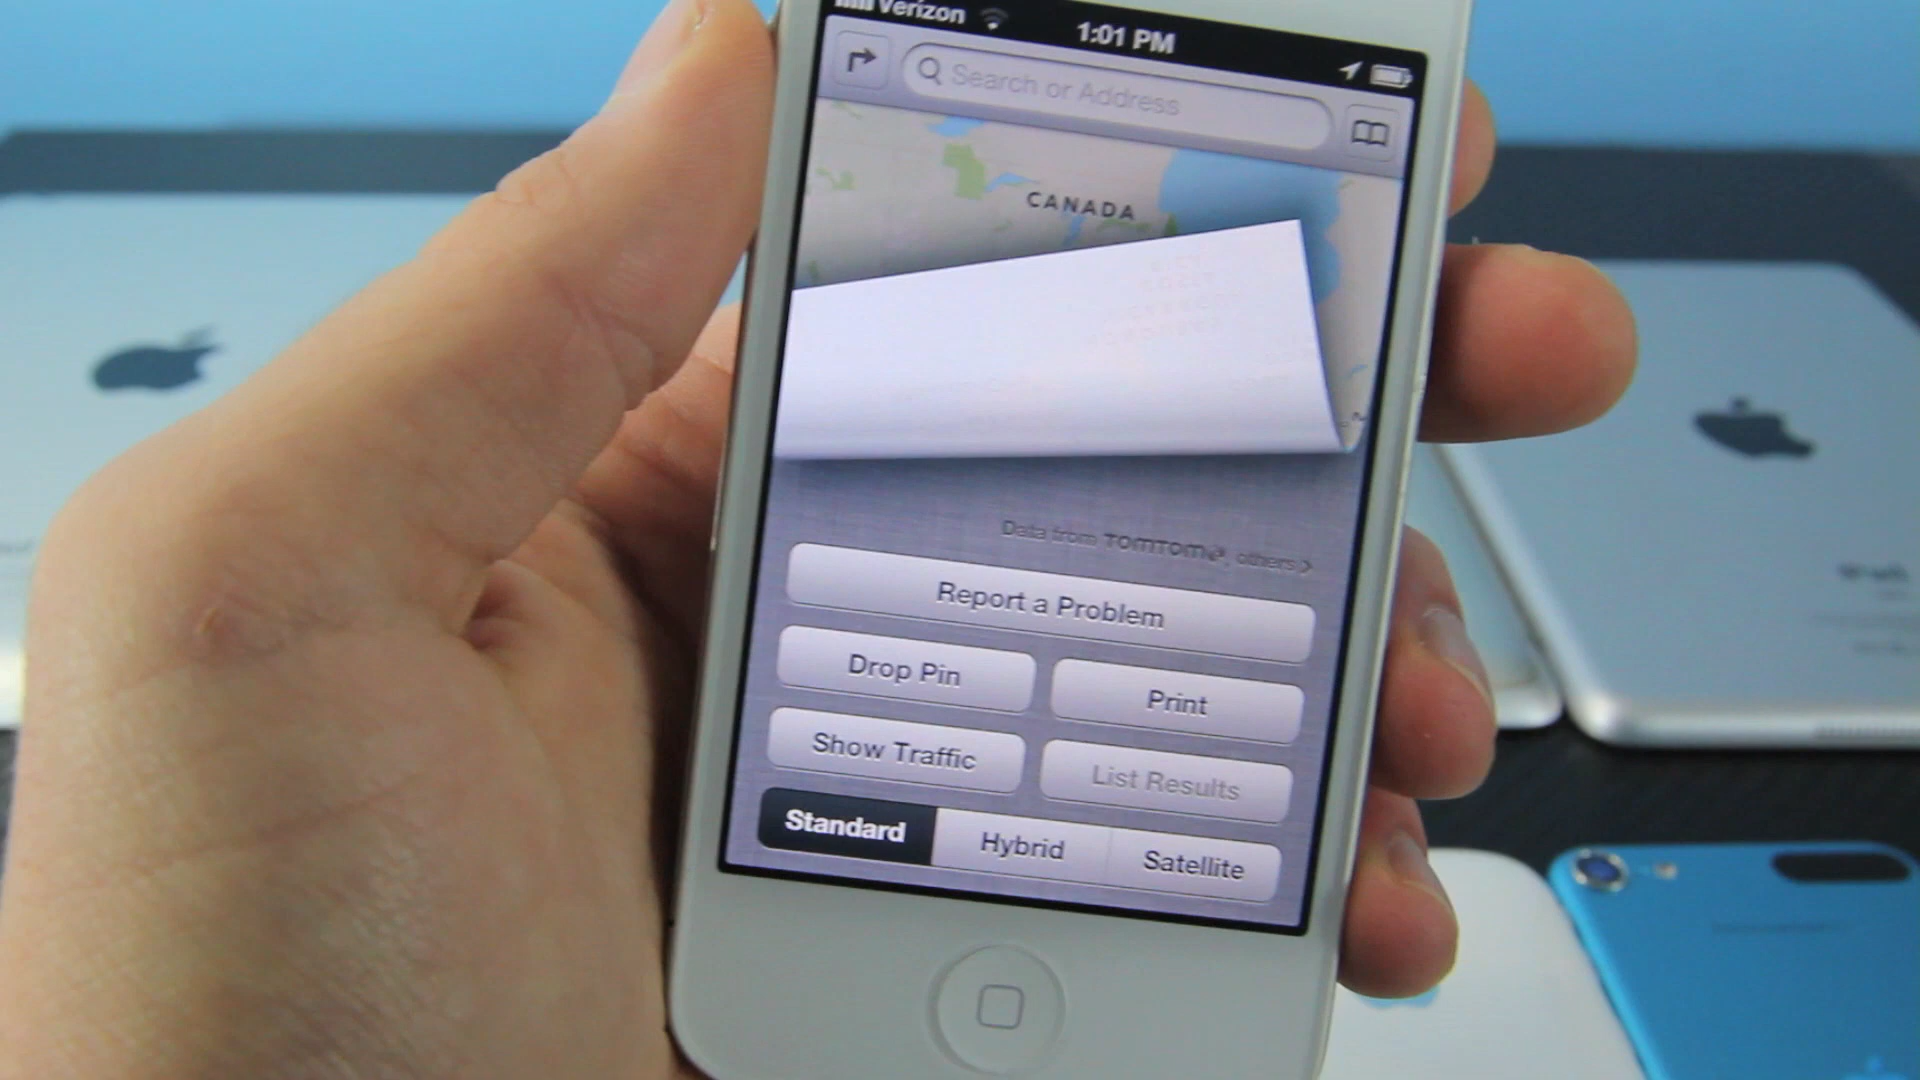 Verizon
1:01 PM
Search or Address
CANADA
Data from TOMTOM, others >
Report a Problem
Drop Pin
Print
Show Traffic
List Results
Standard
Hybrid
Satellite